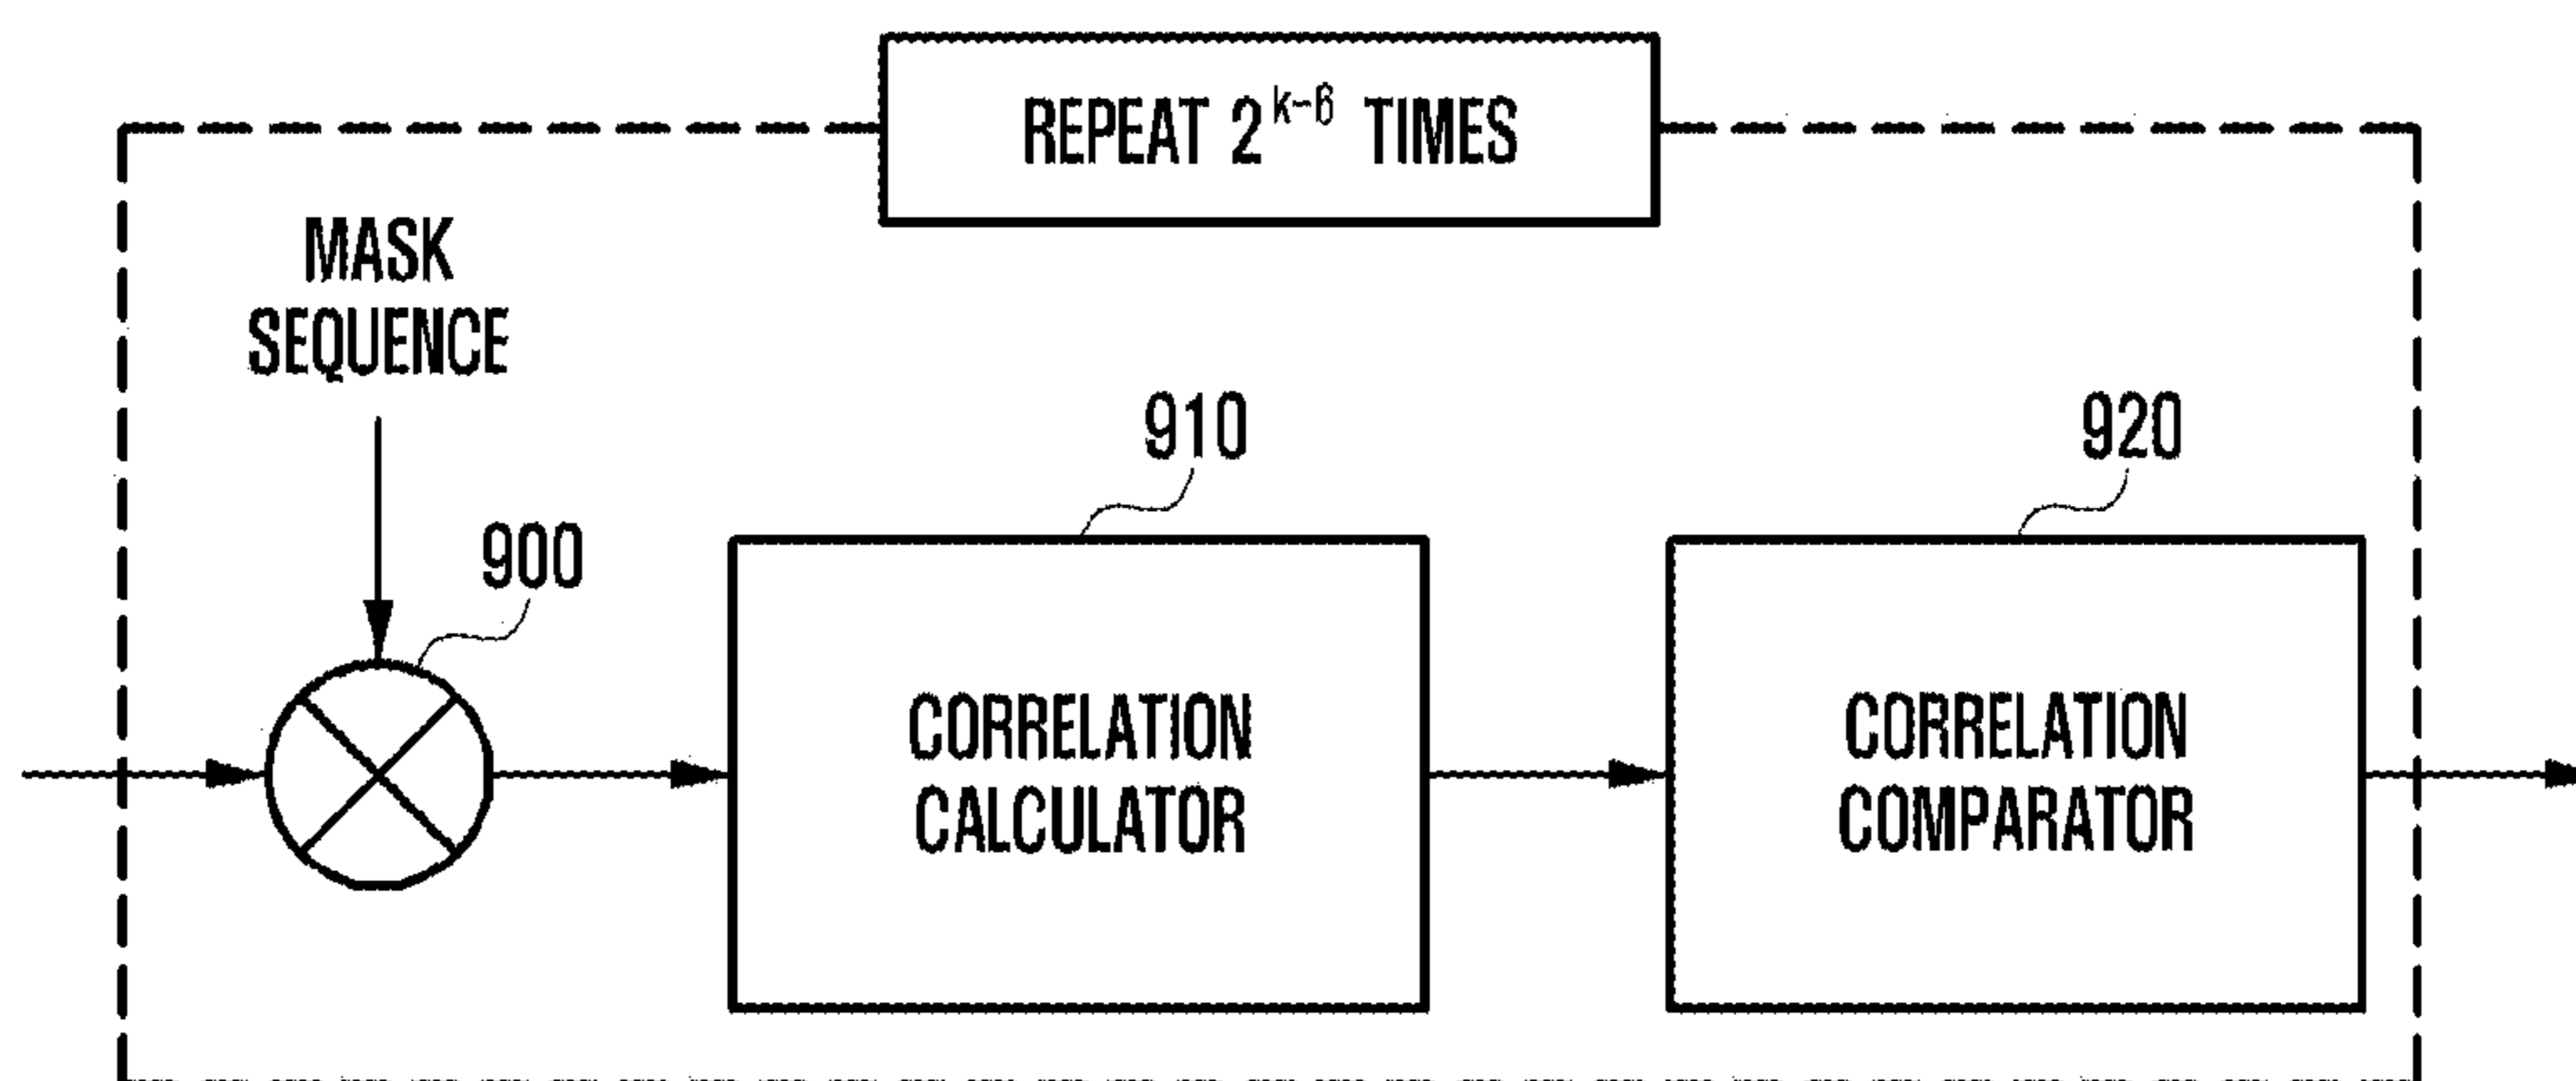 REPEAT 2^k-6 TIMES
MASK
SEQUENCE
910
920
900
CORRELATION
CALCULATOR
CORRELATION
COMPARATOR